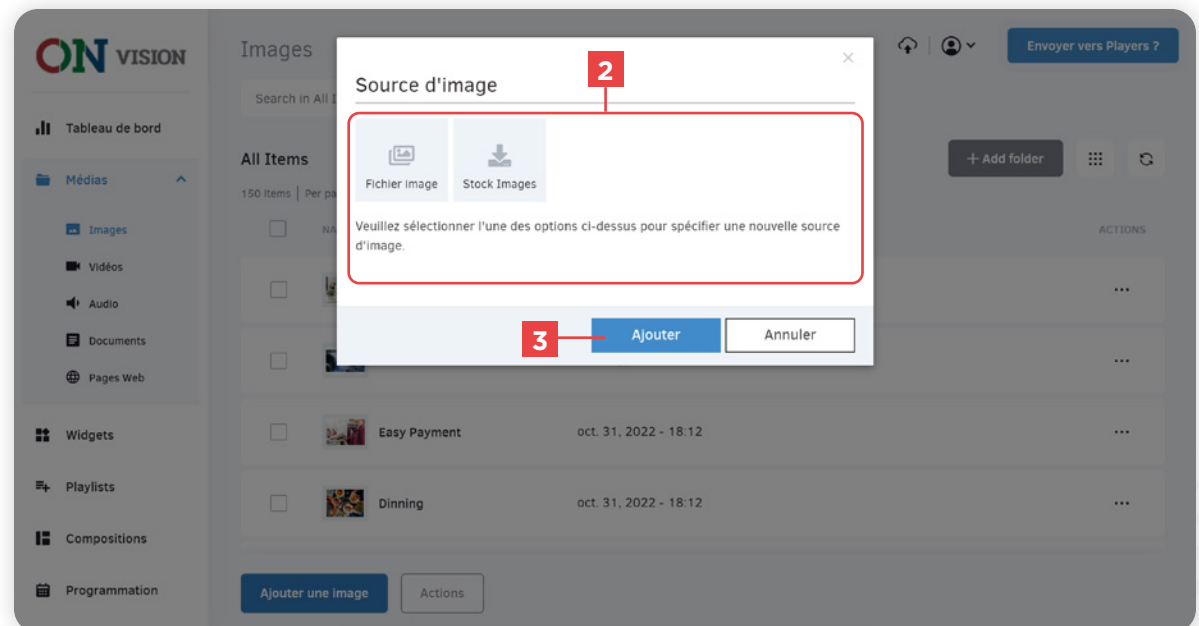 ON VISION
Images
Envoyer vers Players ?
Search in All I
Source d'image
2
Tableau de bord
All Items
+ Add folder
Médias
150 Items | Per pa
Fichier image
Stock Images
Veuillez sélectionner l'une des options ci-dessus pour spécifier une nouvelle source
d'image.
NA
ACTIONS
Images
Vidéos
Audio
Documents
Pages Web
3
Ajouter
Annuler
Widgets
Easy Payment
oct. 31, 2022 - 18:12
Playlists
Dinning
oct. 31, 2022 - 18:12
Compositions
Programmation
Ajouter une image
Actions